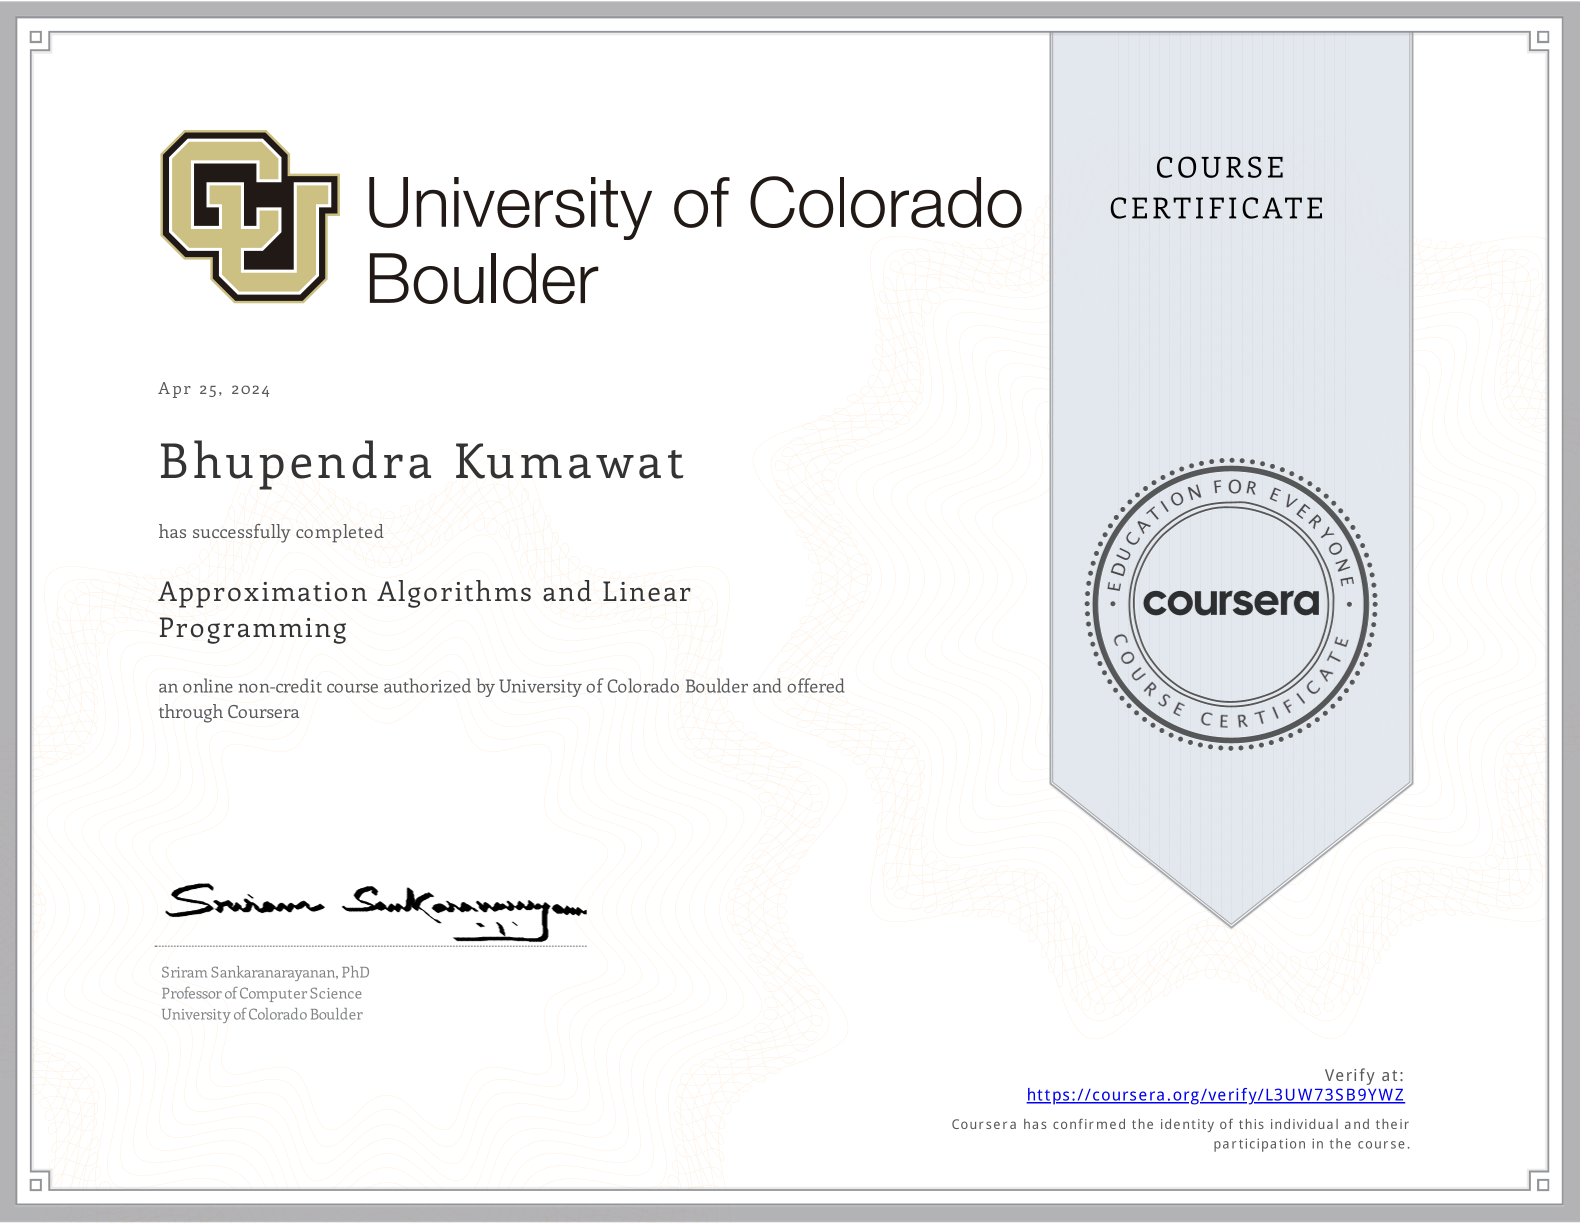 CU
University of Colorado
Boulder
COURSE
CERTIFICATE
Apr 25, 2024
Bhupendra Kumawat
has successfully completed
Approximation Algorithms and Linear
Programming
an online non-credit course authorized by University of Colorado Boulder and offered
through Coursera
EDUCATION FOR EVERYONE
coursera
COURSE CERTIFICATE
Sriram Sankaranarayanan
Sriram Sankaranarayanan, PhD
Professor of Computer Science
University of Colorado Boulder
Verify at:
https://coursera.org/verify/L3UW73SB9YWZ
Coursera has confirmed the identity of this individual and their
participation in the course.